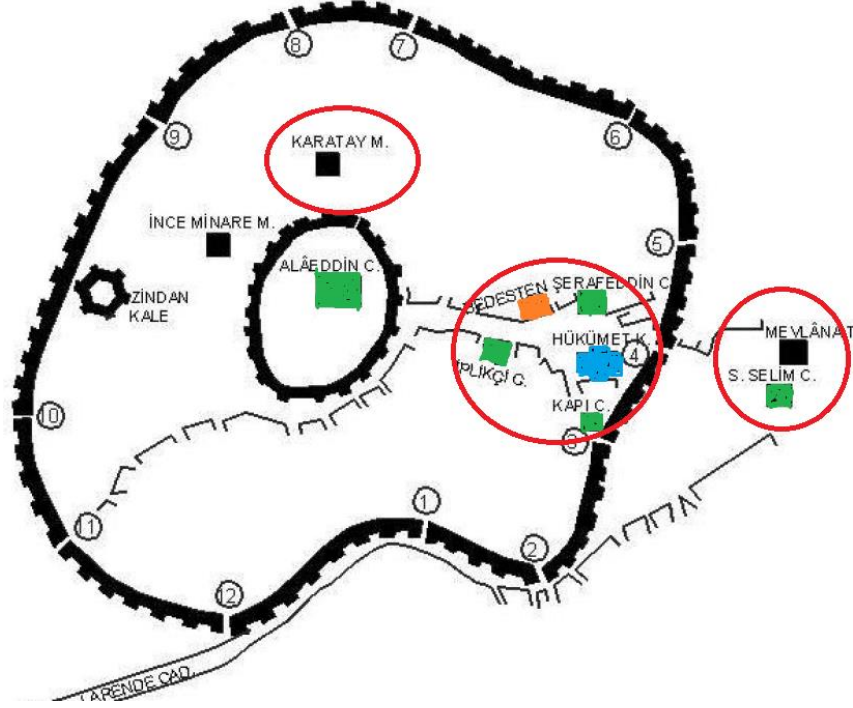 8
7
9
6
KARATAY M.
İNCE MİNARE M.
5
ALÂEDDİN C.
ZİNDAN
KALE
BEDESTEN
ŞERAFEDDİN C.
MEVLÂNA T.
HÜKÜMET K.
4
İPLİKÇİ C.
S. SELİM C.
KAPI C.
3
10
11
1
2
12
LARENDE CAD.